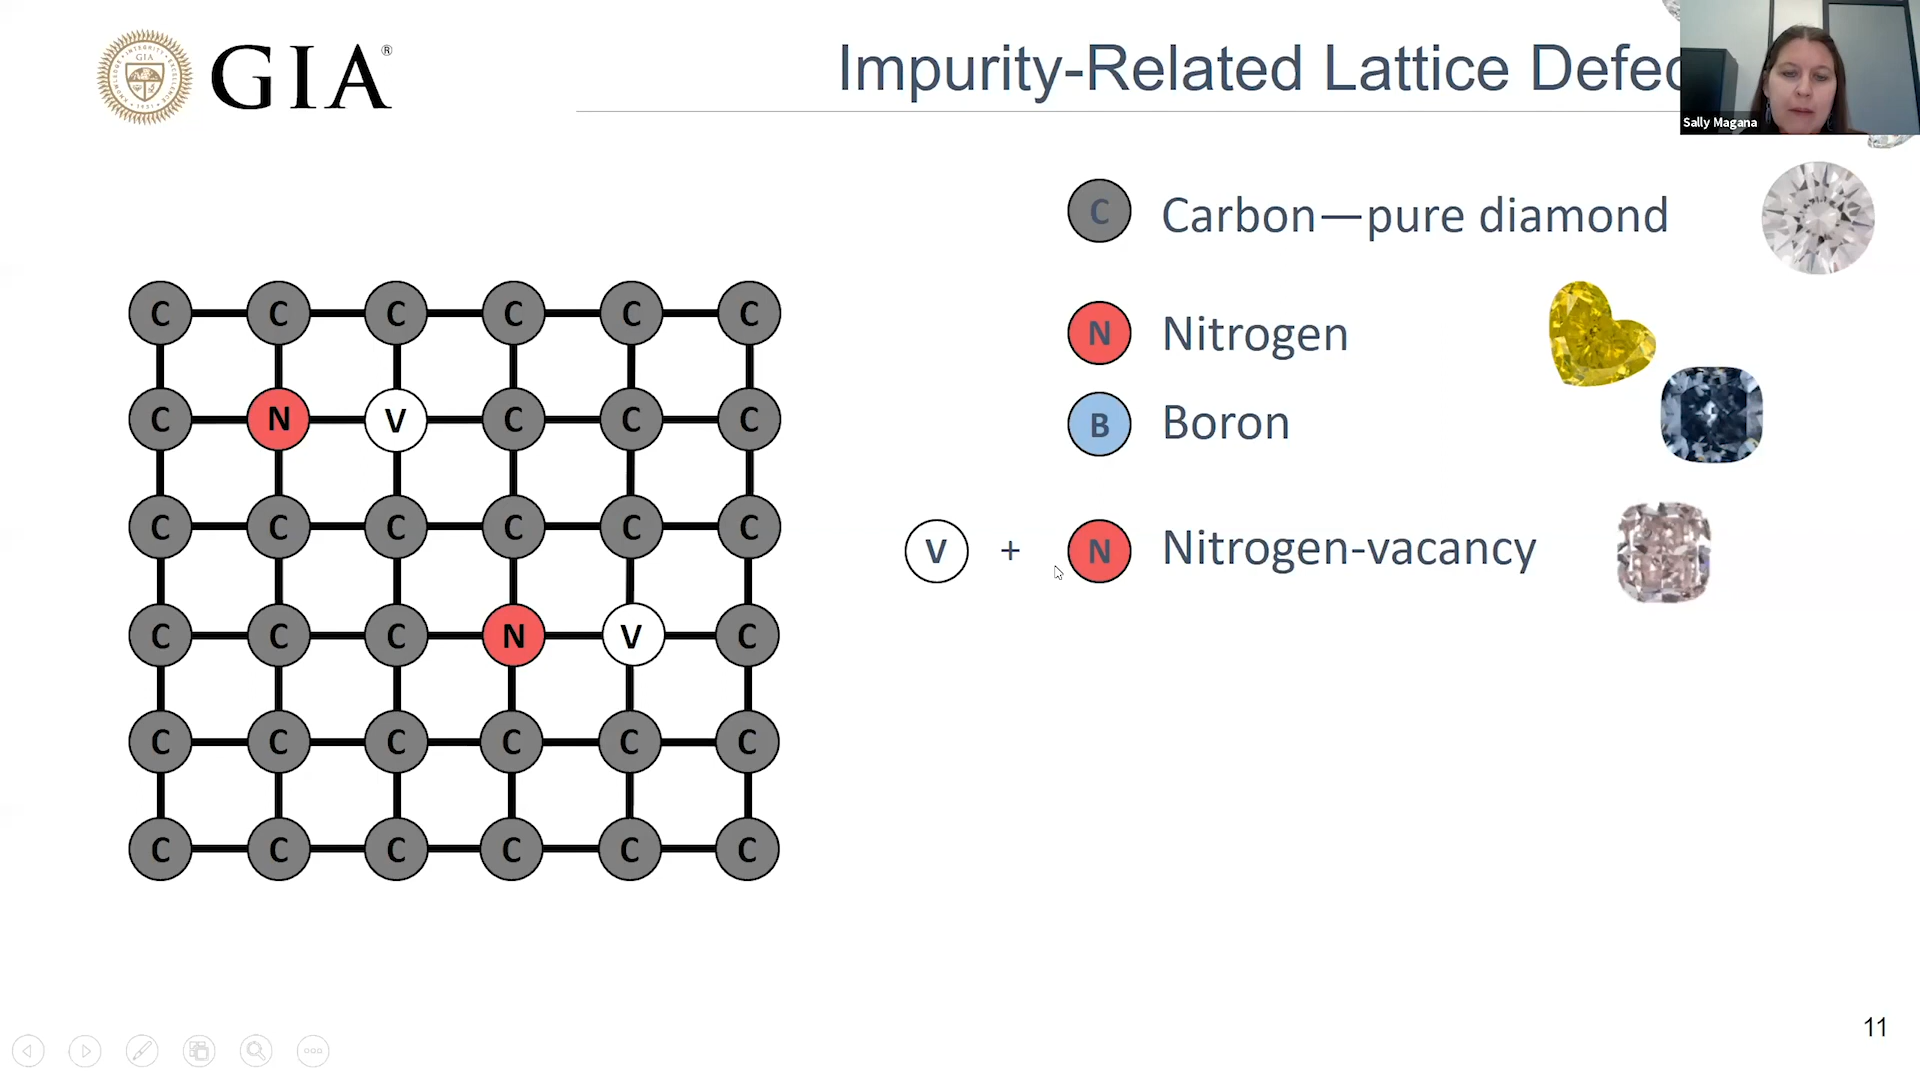 GIA®
Impurity-Related Lattice Defec
Sally Magana
C Carbon—pure diamond
N Nitrogen
B Boron
V + N Nitrogen-vacancy
C C C C C C
C N V C C C
C C C C C C
C C C N V C
C C C C C C
C C C C C C
11